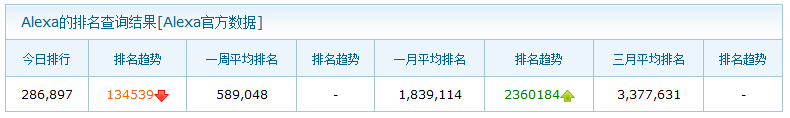 Alexa的排名查询结果[Alexa官方数据]
今日排行 排名趋势 一周平均排名 排名趋势 一月平均排名 排名趋势 三月平均排名 排名趋势
286,897 134539 589,048 - 1,839,114 2360184 3,377,631 -